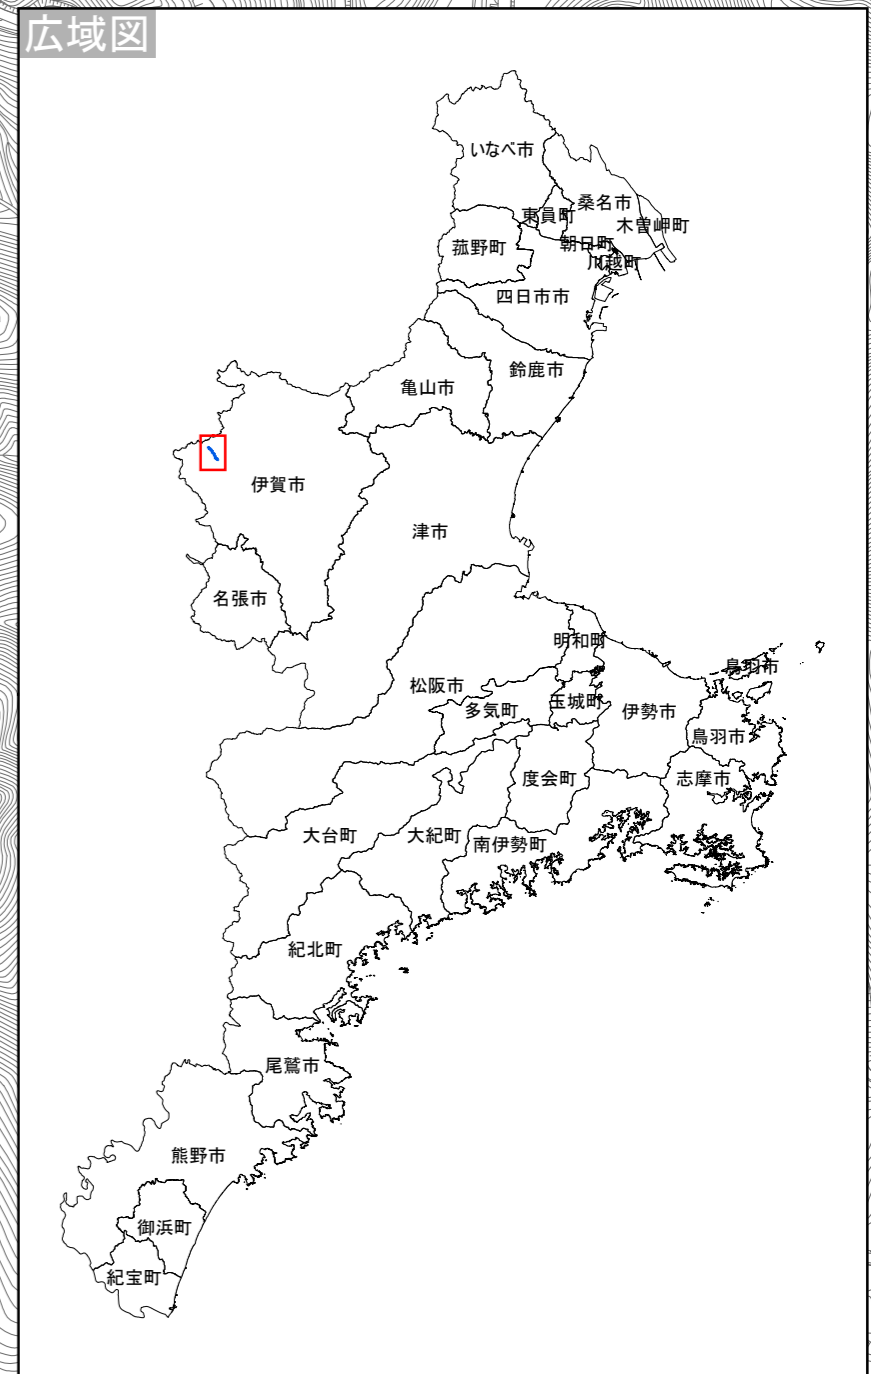 広域図
いなべ市
桑名市
東員町
木曽岬町
朝日町
菰野町
川越町
四日市市
鈴鹿市
亀山市
伊賀市
津市
名張市
明和町
鳥羽市
松阪市
玉城町
多気町
伊勢市
鳥羽市
度会町
志摩市
大台町
大紀町
南伊勢町
紀北町
尾鷲市
熊野市
御浜町
紀宝町